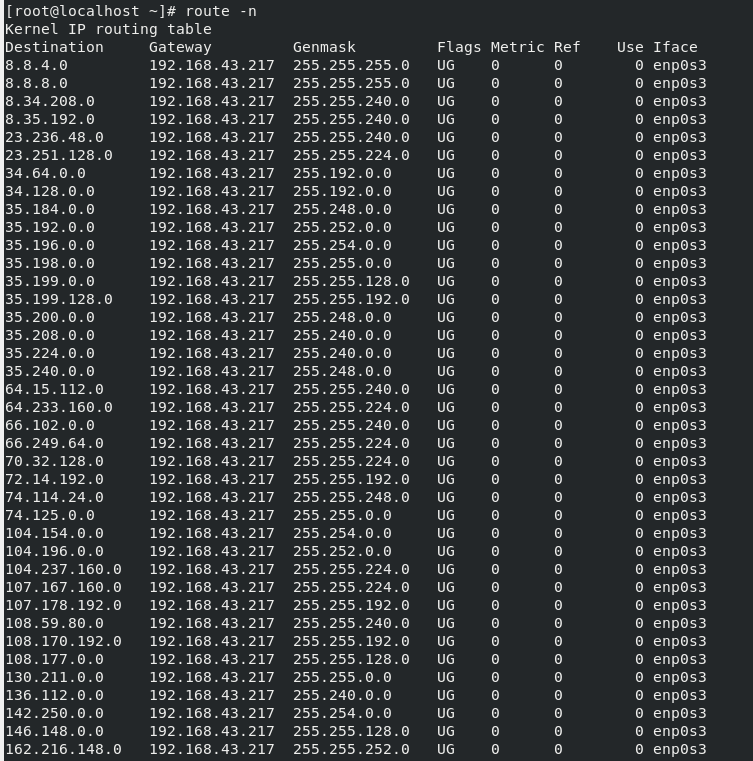 [root@localhost ~]# route -n
Kernel IP routing table
Destination     Gateway         Genmask         Flags Metric Ref    Use Iface
8.8.4.0         192.168.43.217  255.255.255.0   UG    0      0        0 enp0s3
8.8.8.0         192.168.43.217  255.255.255.0   UG    0      0        0 enp0s3
8.34.208.0      192.168.43.217  255.255.240.0   UG    0      0        0 enp0s3
8.35.192.0      192.168.43.217  255.255.240.0   UG    0      0        0 enp0s3
23.236.48.0     192.168.43.217  255.255.240.0   UG    0      0        0 enp0s3
23.251.128.0    192.168.43.217  255.255.224.0   UG    0      0        0 enp0s3
34.64.0.0       192.168.43.217  255.192.0.0     UG    0      0        0 enp0s3
34.128.0.0      192.168.43.217  255.192.0.0     UG    0      0        0 enp0s3
35.184.0.0      192.168.43.217  255.248.0.0     UG    0      0        0 enp0s3
35.192.0.0      192.168.43.217  255.252.0.0     UG    0      0        0 enp0s3
35.196.0.0      192.168.43.217  255.254.0.0     UG    0      0        0 enp0s3
35.198.0.0      192.168.43.217  255.255.0.0     UG    0      0        0 enp0s3
35.199.0.0      192.168.43.217  255.255.128.0   UG    0      0        0 enp0s3
35.199.128.0    192.168.43.217  255.255.192.0   UG    0      0        0 enp0s3
35.200.0.0      192.168.43.217  255.248.0.0     UG    0      0        0 enp0s3
35.208.0.0      192.168.43.217  255.240.0.0     UG    0      0        0 enp0s3
35.224.0.0      192.168.43.217  255.240.0.0     UG    0      0        0 enp0s3
35.240.0.0      192.168.43.217  255.248.0.0     UG    0      0        0 enp0s3
64.15.112.0     192.168.43.217  255.255.240.0   UG    0      0        0 enp0s3
64.233.160.0    192.168.43.217  255.255.224.0   UG    0      0        0 enp0s3
66.102.0.0      192.168.43.217  255.255.240.0   UG    0      0        0 enp0s3
66.249.64.0     192.168.43.217  255.255.224.0   UG    0      0        0 enp0s3
70.32.128.0     192.168.43.217  255.255.224.0   UG    0      0        0 enp0s3
72.14.192.0     192.168.43.217  255.255.192.0   UG    0      0        0 enp0s3
74.114.24.0     192.168.43.217  255.255.248.0   UG    0      0        0 enp0s3
74.125.0.0      192.168.43.217  255.255.0.0     UG    0      0        0 enp0s3
104.154.0.0     192.168.43.217  255.254.0.0     UG    0      0        0 enp0s3
104.196.0.0     192.168.43.217  255.252.0.0     UG    0      0        0 enp0s3
104.237.160.0   192.168.43.217  255.255.224.0   UG    0      0        0 enp0s3
107.167.160.0   192.168.43.217  255.255.224.0   UG    0      0        0 enp0s3
107.178.192.0   192.168.43.217  255.255.192.0   UG    0      0        0 enp0s3
108.59.80.0     192.168.43.217  255.255.240.0   UG    0      0        0 enp0s3
108.170.192.0   192.168.43.217  255.255.192.0   UG    0      0        0 enp0s3
108.177.0.0     192.168.43.217  255.255.128.0   UG    0      0        0 enp0s3
130.211.0.0     192.168.43.217  255.255.0.0     UG    0      0        0 enp0s3
136.112.0.0     192.168.43.217  255.240.0.0     UG    0      0        0 enp0s3
142.250.0.0     192.168.43.217  255.254.0.0     UG    0      0        0 enp0s3
146.148.0.0     192.168.43.217  255.255.128.0   UG    0      0        0 enp0s3
162.216.148.0   192.168.43.217  255.255.252.0   UG    0      0        0 enp0s3